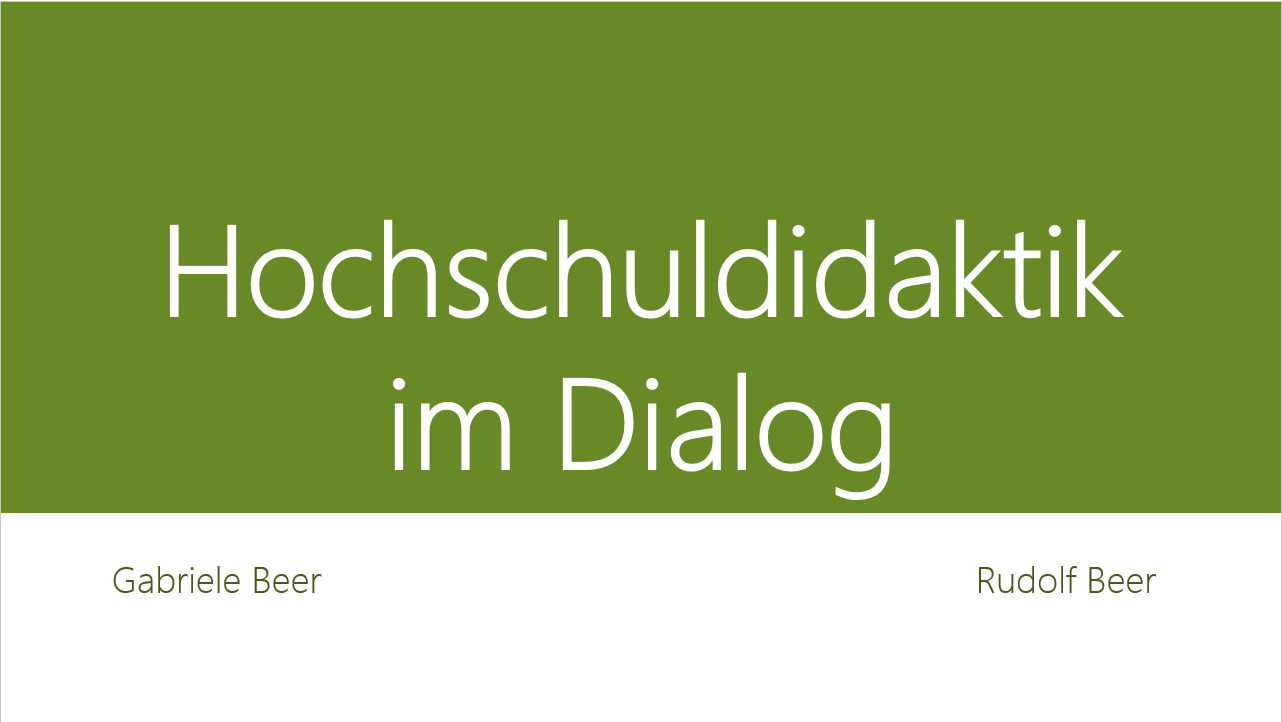 Hochschuldidaktik
im Dialog
Gabriele Beer Rudolf Beer